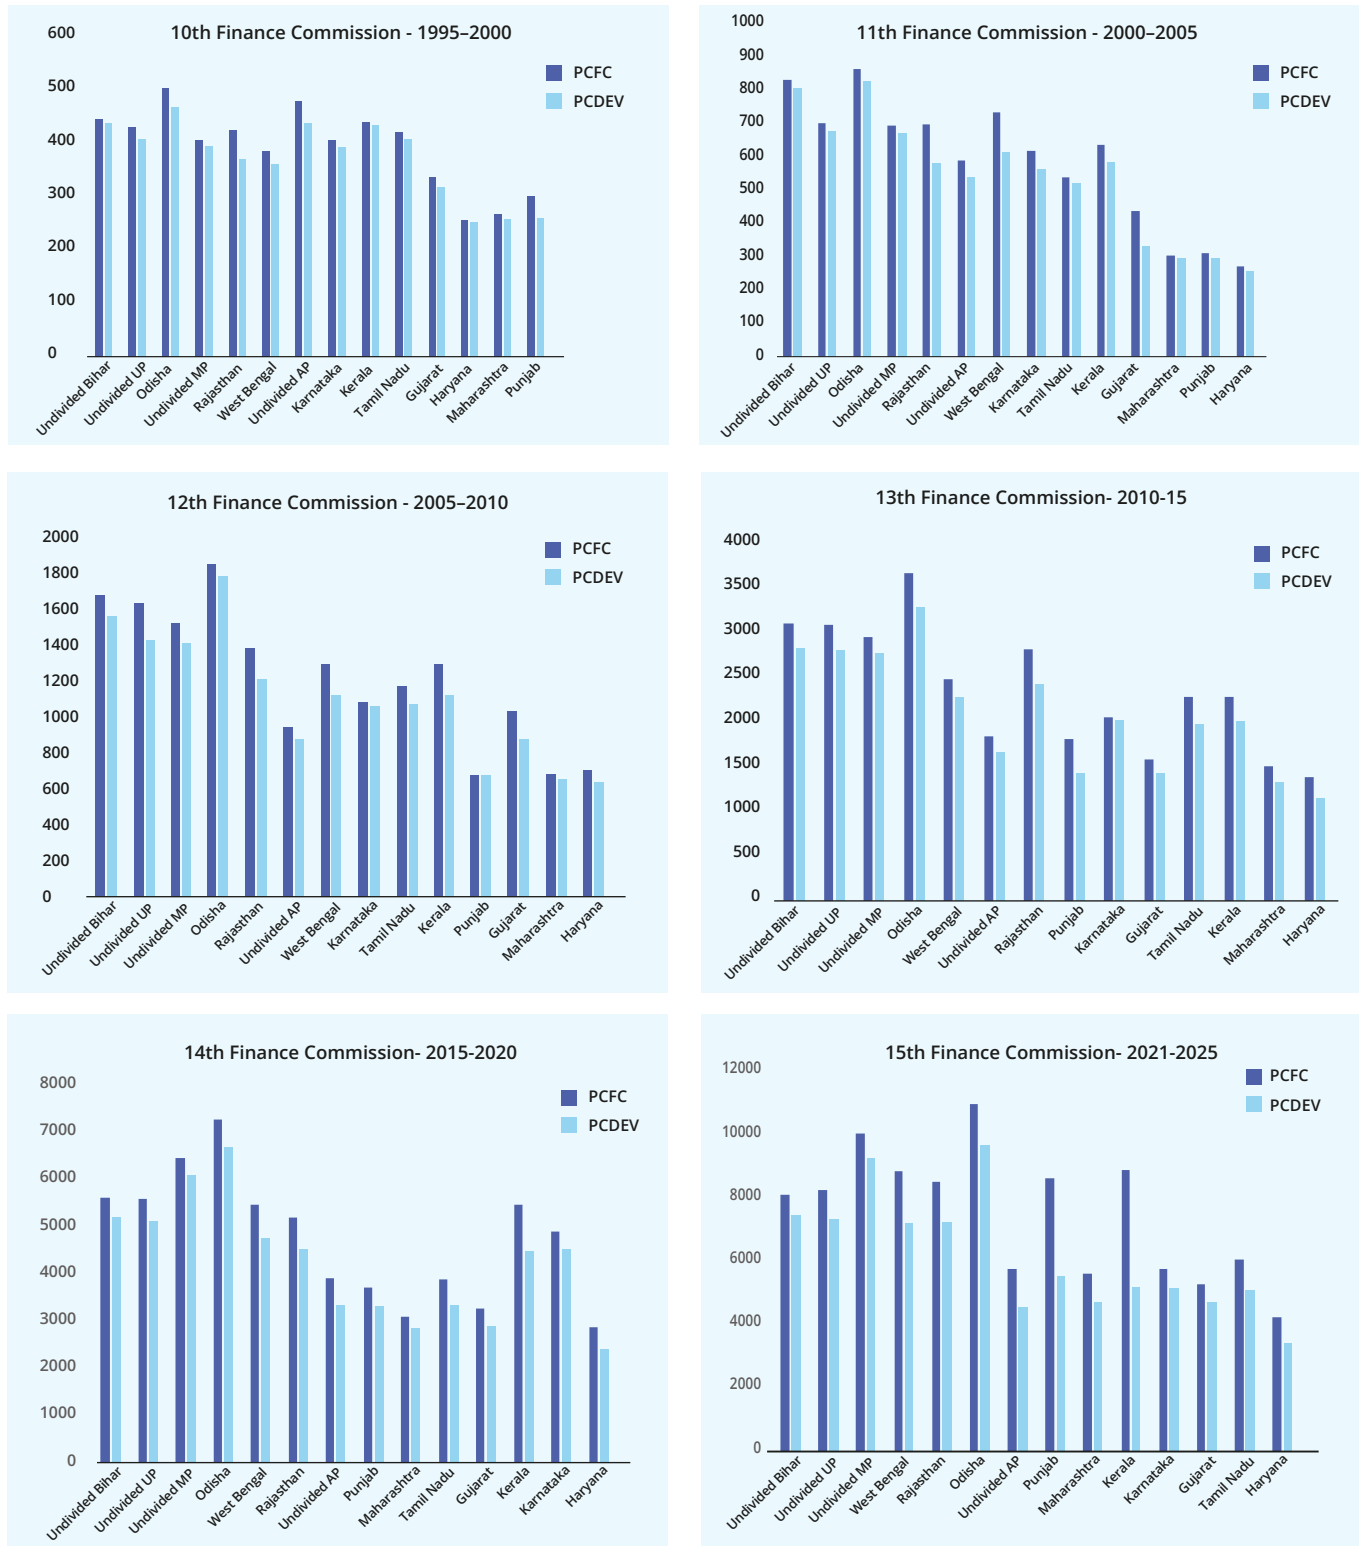 10th Finance Commission - 1995–2000
600
500
400
300
200
100
0
PCFC
PCDEV
Undivided Bihar
Undivided UP
Odisha
Undivided MP
Rajasthan
West Bengal
Undivided AP
Karnataka
Kerala
Tamil Nadu
Gujarat
Haryana
Maharashtra
Punjab
11th Finance Commission - 2000–2005
1000
900
800
700
600
500
400
300
200
100
0
PCFC
PCDEV
Undivided Bihar
Undivided UP
Odisha
Undivided MP
Rajasthan
Undivided AP
West Bengal
Karnataka
Tamil Nadu
Kerala
Gujarat
Maharashtra
Punjab
Haryana
12th Finance Commission - 2005–2010
2000
1800
1600
1400
1200
1000
800
600
400
200
0
PCFC
PCDEV
Undivided Bihar
Undivided UP
Undivided MP
Odisha
Rajasthan
Undivided AP
West Bengal
Karnataka
Tamil Nadu
Kerala
Punjab
Gujarat
Maharashtra
Haryana
13th Finance Commission- 2010-15
4000
3500
3000
2500
2000
1500
1000
500
0
PCFC
PCDEV
Undivided Bihar
Undivided UP
Undivided MP
Odisha
West Bengal
Undivided AP
Rajasthan
Punjab
Karnataka
Gujarat
Tamil Nadu
Kerala
Maharashtra
Haryana
14th Finance Commission- 2015-2020
8000
7000
6000
5000
4000
3000
2000
1000
0
PCFC
PCDEV
Undivided Bihar
Undivided UP
Undivided MP
Odisha
West Bengal
Rajasthan
Undivided AP
Punjab
Maharashtra
Tamil Nadu
Gujarat
Kerala
Karnataka
Haryana
15th Finance Commission- 2021-2025
12000
10000
8000
6000
4000
2000
0
PCFC
PCDEV
Undivided Bihar
Undivided UP
Undivided MP
West Bengal
Rajasthan
Odisha
Undivided AP
Punjab
Maharashtra
Kerala
Karnataka
Gujarat
Tamil Nadu
Haryana